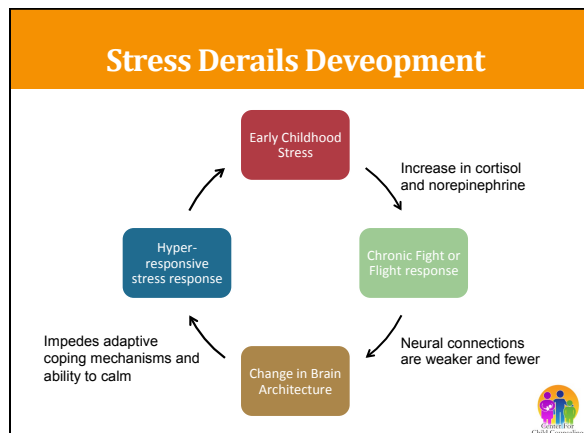 Stress Derails Deveopment
Early Childhood
Stress
Increase in cortisol
and norepinephrine
Hyper-
responsive
stress response
Chronic Fight or
Flight response
Impedes adaptive
coping mechanisms and
ability to calm
Neural connections
are weaker and fewer
Change in Brain
Architecture
Center For
Child Counseling